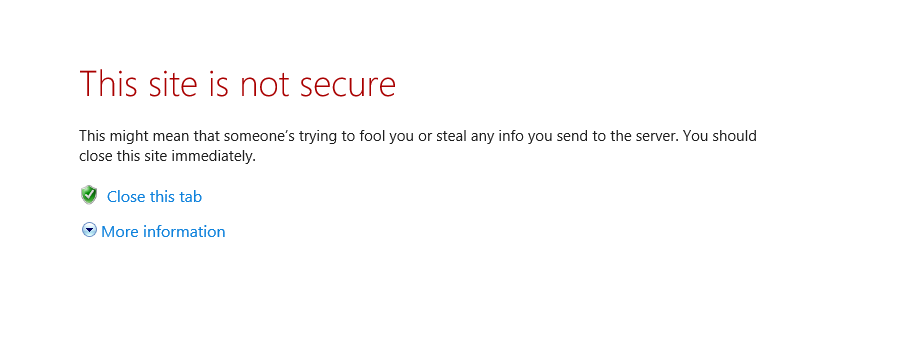 This site is not secure
This might mean that someone’s trying to fool you or steal any info you send to the server. You should
close this site immediately.
Close this tab
More information